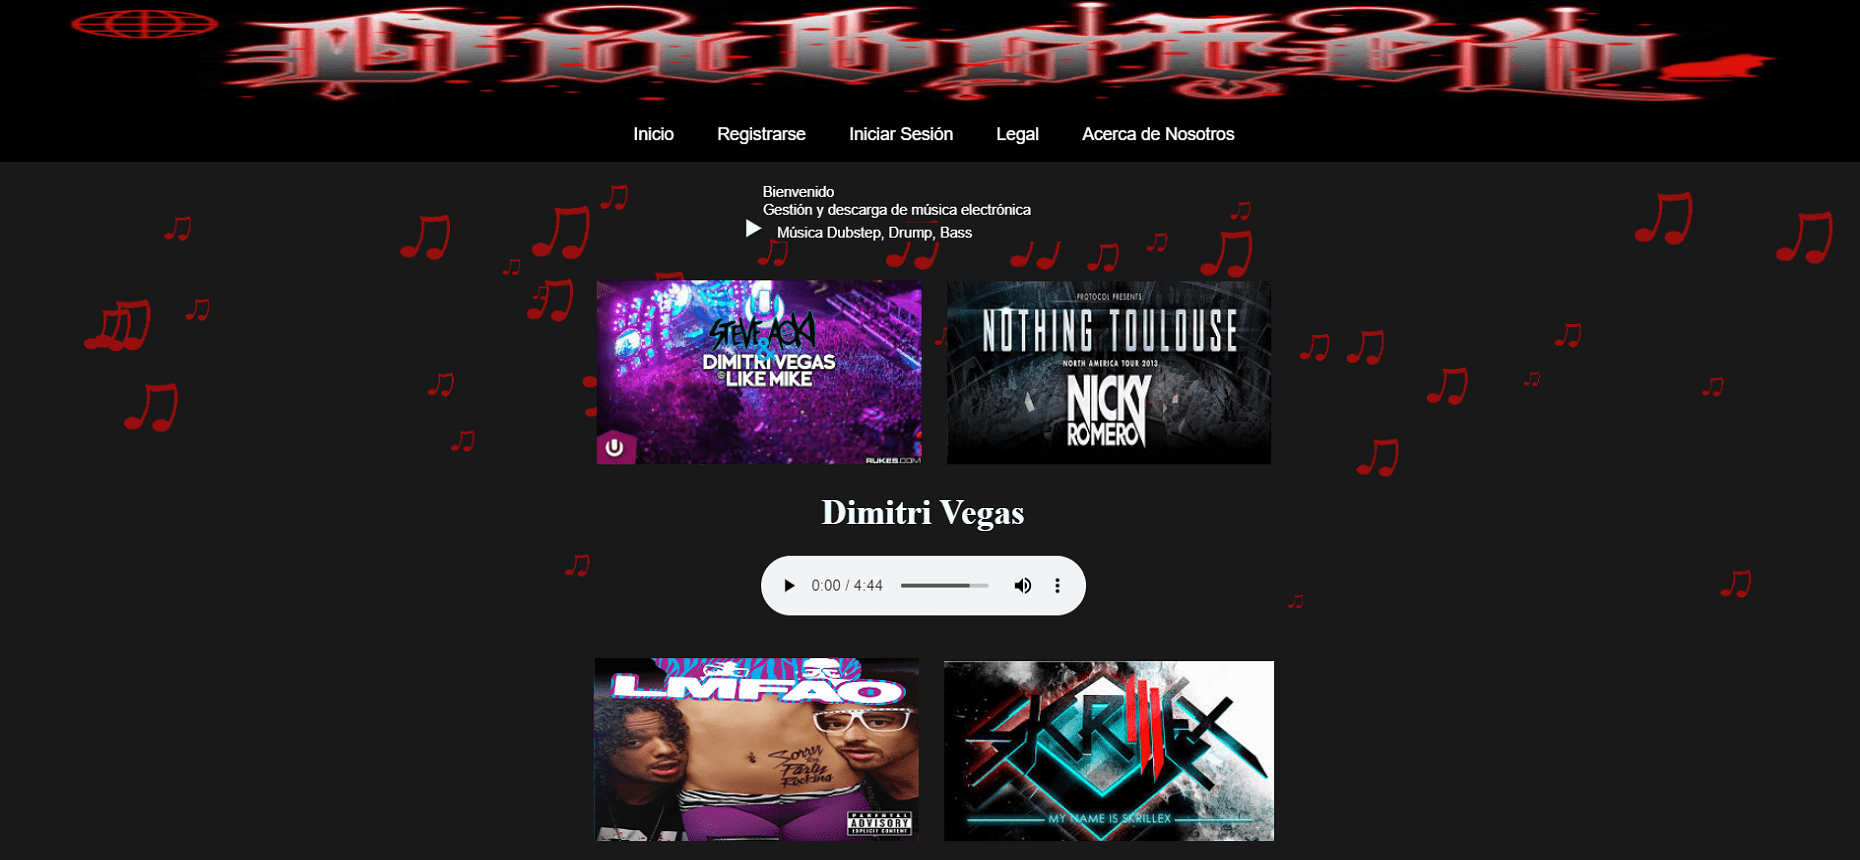 Dubstep
Inicio Registrarse Iniciar Sesión Legal Acerca de Nosotros
Bienvenido
Gestión y descarga de música electrónica
Música Dubstep, Drump, Bass
STEVE AOKI
&
DIMITRI VEGAS
@ LIKE MIKE
RUKES.COM
PROTOCOL PRESENTS:
NOTHING TOULOUSE
NORTH AMERICA TOUR 2013
NICKY
ROMERO
Dimitri Vegas
0:00 / 4:44
LMFAO
Sorry
for
Party
Rocking
PARENTAL
ADVISORY
EXPLICIT CONTENT
SKRILLEX
MY NAME IS SKRILLEX